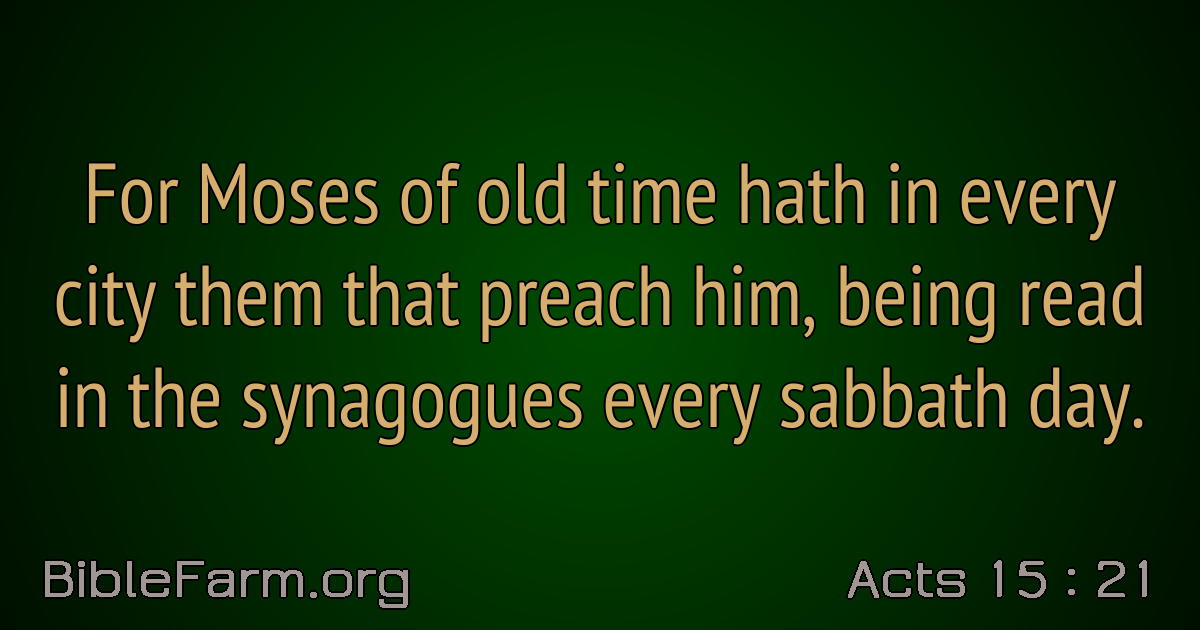 For Moses of old time hath in every
city them that preach him, being read
in the synagogues every sabbath day.
BibleFarm.org
Acts 15 : 21